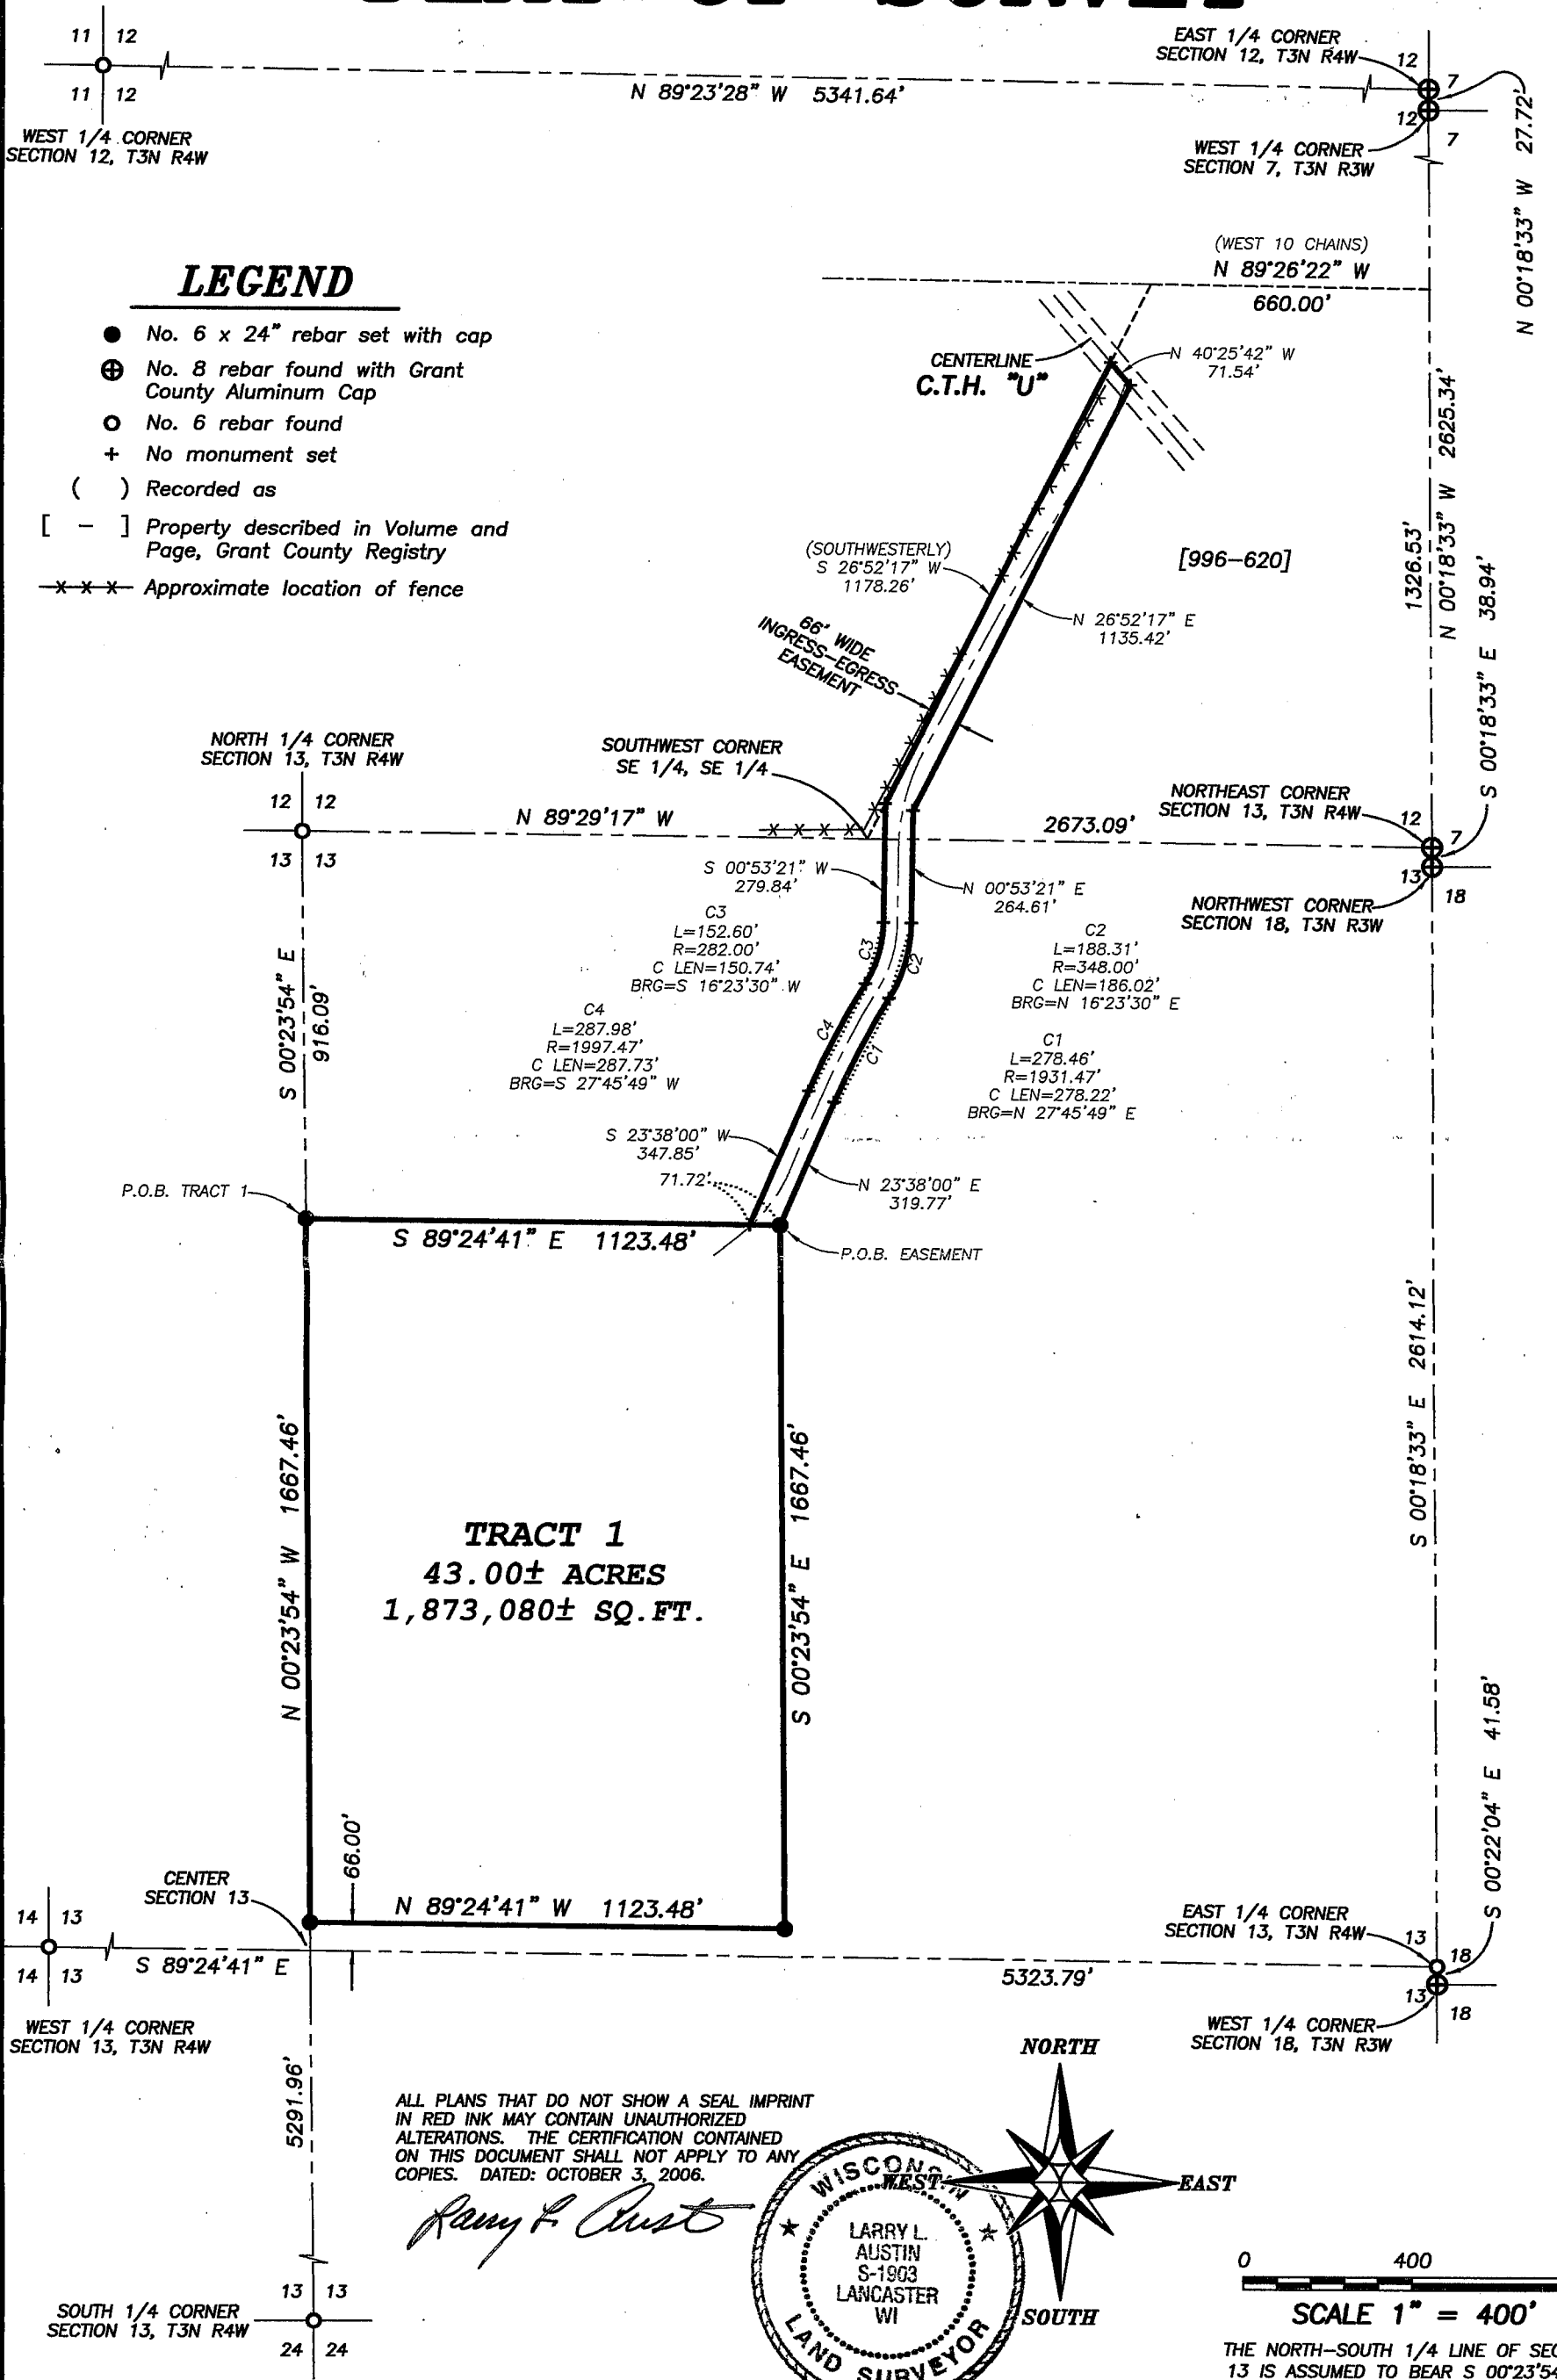 PLAT OF SURVEY
11 12
11 12
WEST 1/4 CORNER
SECTION 12, T3N R4W
N 89°23'28" W 5341.64'
EAST 1/4 CORNER
SECTION 12, T3N R4W
12
7
12
7
WEST 1/4 CORNER
SECTION 7, T3N R3W
N 00°18'33" W 27.72'
LEGEND
No. 6 x 24" rebar set with cap
No. 8 rebar found with Grant
County Aluminum Cap
No. 6 rebar found
+ No monument set
( ) Recorded as
[ - ] Property described in Volume and
Page, Grant County Registry
x-x-x Approximate location of fence
(WEST 10 CHAINS)
N 89°26'22" W
660.00'
CENTERLINE
C.T.H. "U"
N 40°25'42" W
71.54'
1326.53'
N 00°18'33" W 2625.34'
S 00°18'33" E 38.94'
(SOUTHWESTERLY)
S 26°52'17" W
1178.26'
[996-620]
N 26°52'17" E
1135.42'
66' WIDE
INGRESS-EGRESS
EASEMENT
NORTH 1/4 CORNER
SECTION 13, T3N R4W
12 12
13 13
SOUTHWEST CORNER
SE 1/4, SE 1/4
N 89°29'17" W
2673.09'
NORTHEAST CORNER
SECTION 13, T3N R4W
12
7
13
18
NORTHWEST CORNER
SECTION 18, T3N R3W
S 00°53'21" W
279.84'
N 00°53'21" E
264.61'
C3
L=152.60'
R=282.00'
C LEN=150.74'
BRG=S 16°23'30" W
C2
L=188.31'
R=348.00'
C LEN=186.02'
BRG=N 16°23'30" E
C3
C2
S 00°23'54" E
916.09'
C4
L=287.98'
R=1997.47'
C LEN=287.73'
BRG=S 27°45'49" W
C1
L=278.46'
R=1931.47'
C LEN=278.22'
BRG=N 27°45'49" E
C4
C1
S 23°38'00" W
347.85'
71.72'
N 23°38'00" E
319.77'
P.O.B. TRACT 1
S 89°24'41" E 1123.48'
P.O.B. EASEMENT
N 00°23'54" W 1667.46'
S 00°23'54" E 1667.46'
S 00°18'33" E 2614.12'
TRACT 1
43.00± ACRES
1,873,080± SQ.FT.
66.00'
S 00°22'04" E 41.58'
CENTER
SECTION 13
N 89°24'41" W 1123.48'
14 13
14 13
S 89°24'41" E
5323.79'
EAST 1/4 CORNER
SECTION 13, T3N R4W
13
18
13
18
WEST 1/4 CORNER
SECTION 13, T3N R4W
WEST 1/4 CORNER
SECTION 18, T3N R3W
5291.96'
ALL PLANS THAT DO NOT SHOW A SEAL IMPRINT
IN RED INK MAY CONTAIN UNAUTHORIZED
ALTERATIONS. THE CERTIFICATION CONTAINED
ON THIS DOCUMENT SHALL NOT APPLY TO ANY
COPIES. DATED: OCTOBER 3, 2006.
Larry L. Aust
WISCONSIN
LARRY L.
AUSTIN
S-1903
LANCASTER
WI
LAND SURVEYOR
NORTH
WEST
EAST
SOUTH
0 400
SCALE 1" = 400'
THE NORTH-SOUTH 1/4 LINE OF SEC
13 IS ASSUMED TO BEAR S 00°23'54
13 13
SOUTH 1/4 CORNER
SECTION 13, T3N R4W
24 24